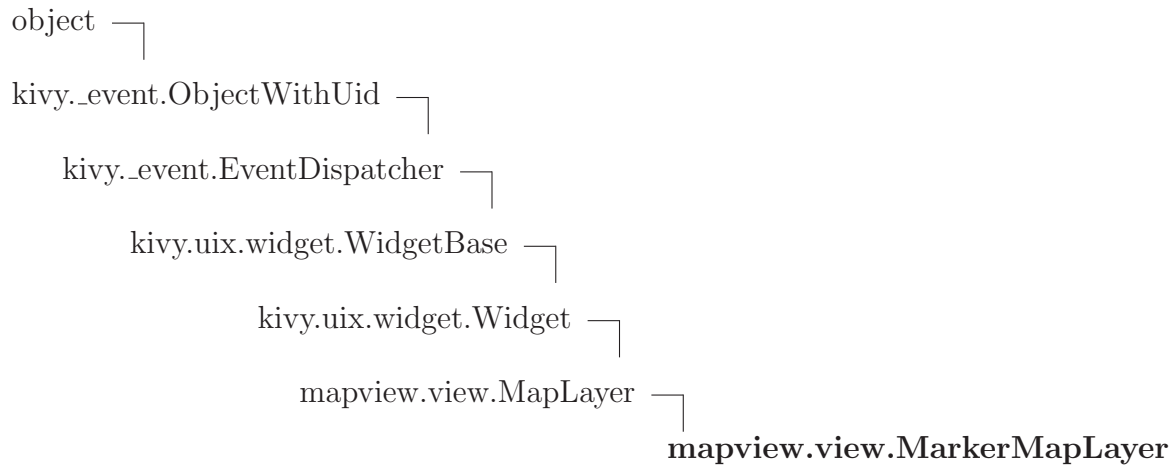 object
kivy._event.ObjectWithUid
kivy._event.EventDispatcher
kivy.uix.widget.WidgetBase
kivy.uix.widget.Widget
mapview.view.MapLayer
mapview.view.MarkerMapLayer